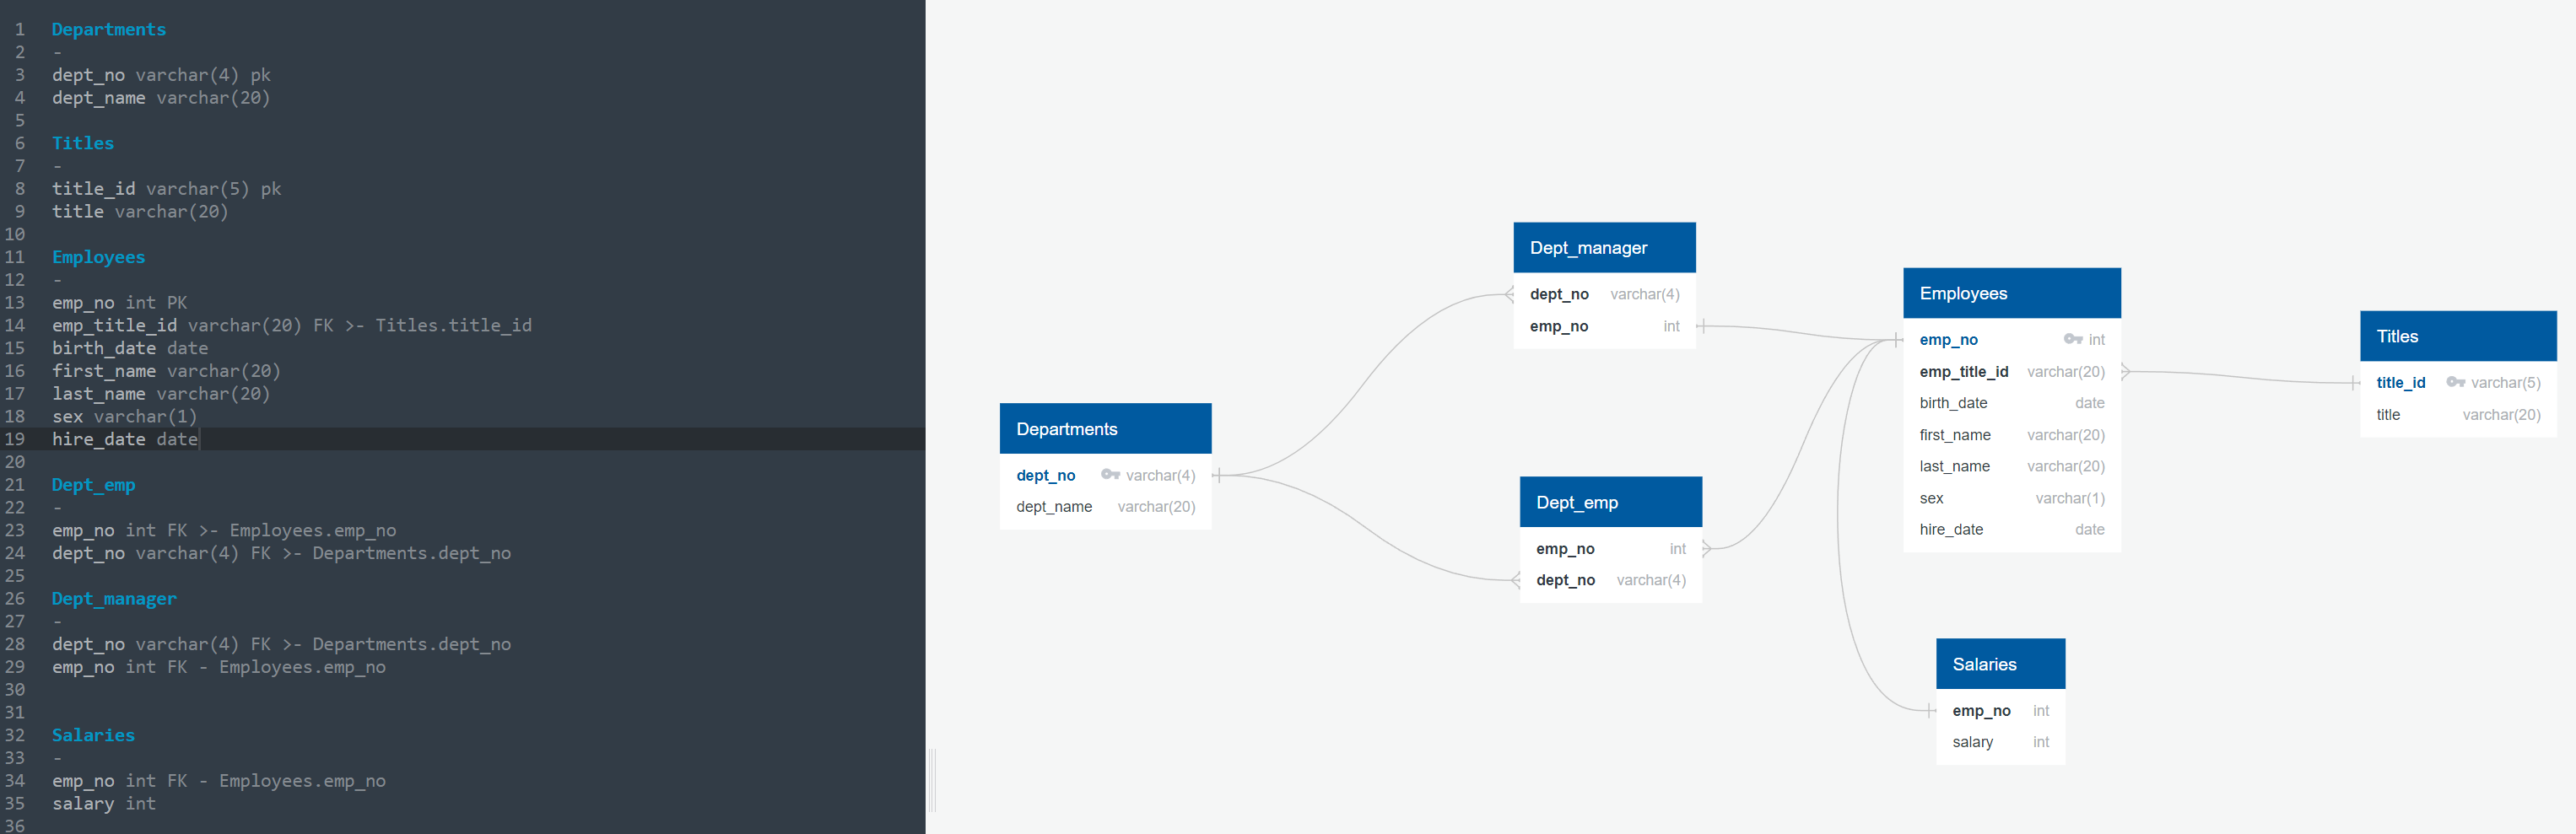 1 Departments
2 -
3 dept_no varchar(4) pk
4 dept_name varchar(20)
5
6 Titles
7 -
8 title_id varchar(5) pk
9 title varchar(20)
10
11 Employees
12 -
13 emp_no int PK
14 emp_title_id varchar(20) FK >- Titles.title_id
15 birth_date date
16 first_name varchar(20)
17 last_name varchar(20)
18 sex varchar(1)
19 hire_date date
20
21 Dept_emp
22 -
23 emp_no int FK >- Employees.emp_no
24 dept_no varchar(4) FK >- Departments.dept_no
25
26 Dept_manager
27 -
28 dept_no varchar(4) FK >- Departments.dept_no
29 emp_no int FK - Employees.emp_no
30
31
32 Salaries
33 -
34 emp_no int FK - Employees.emp_no
35 salary int
36
Departments
dept_no varchar(4)
dept_name varchar(20)
Dept_manager
dept_no varchar(4)
emp_no int
Dept_emp
emp_no int
dept_no varchar(4)
Employees
emp_no int
emp_title_id varchar(20)
birth_date date
first_name varchar(20)
last_name varchar(20)
sex varchar(1)
hire_date date
Salaries
emp_no int
salary int
Titles
title_id varchar(5)
title varchar(20)